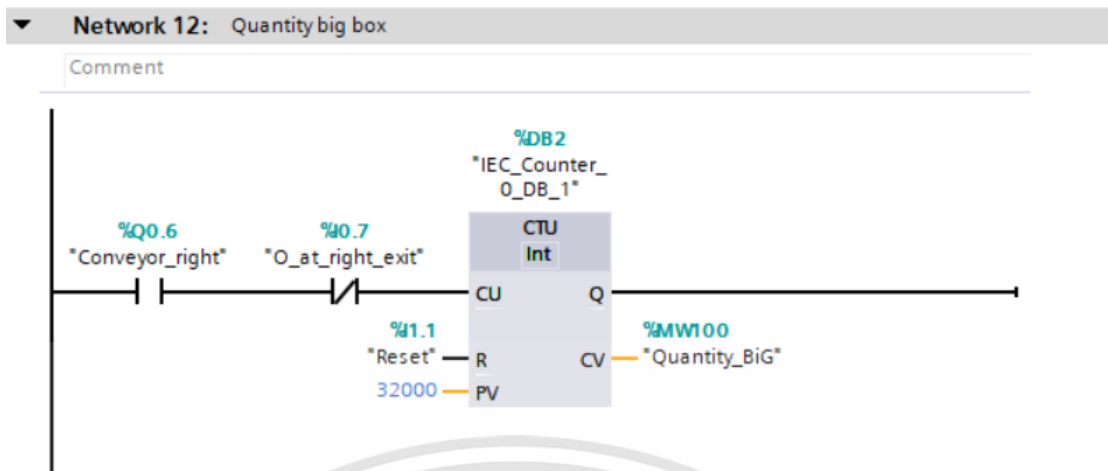 Network 12: Quantity big box
Comment
%DB2
"IEC_Counter_
0_DB_1"
%Q0.6
"Conveyor_right"
%I0.7
"O_at_right_exit"
CTU
Int
CU
Q
%I1.1
"Reset"
R
%MW100
"Quantity_BiG"
CV
32000
PV